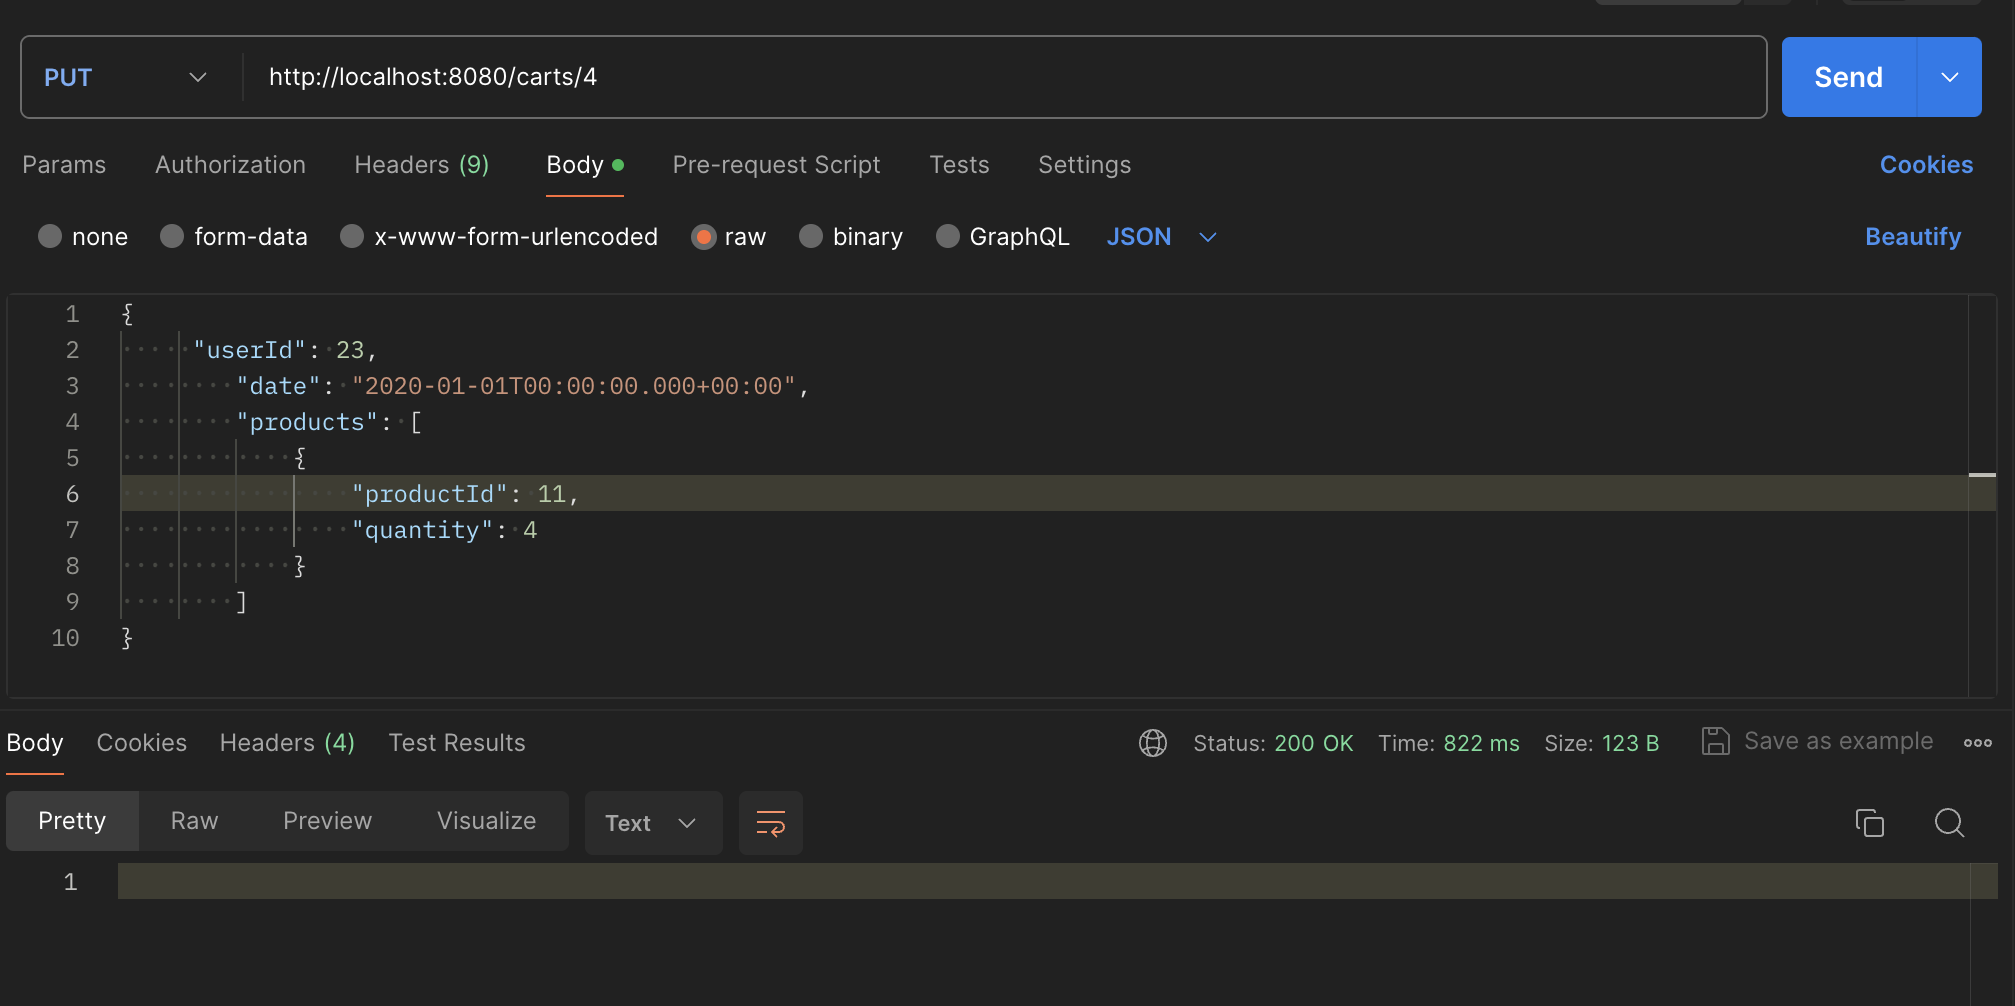 PUT http://localhost:8080/carts/4 Send
Params Authorization Headers (9) Body Pre-request Script Tests Settings Cookies
none form-data x-www-form-urlencoded raw binary GraphQL JSON Beautify
1 {
2 "userId": 23,
3 "date": "2020-01-01T00:00:00.000+00:00",
4 "products": [
5 {
6 "productId": 11,
7 "quantity": 4
8 }
9 ]
10 }
Body Cookies Headers (4) Test Results Status: 200 OK Time: 822 ms Size: 123 B Save as example
Pretty Raw Preview Visualize Text
1